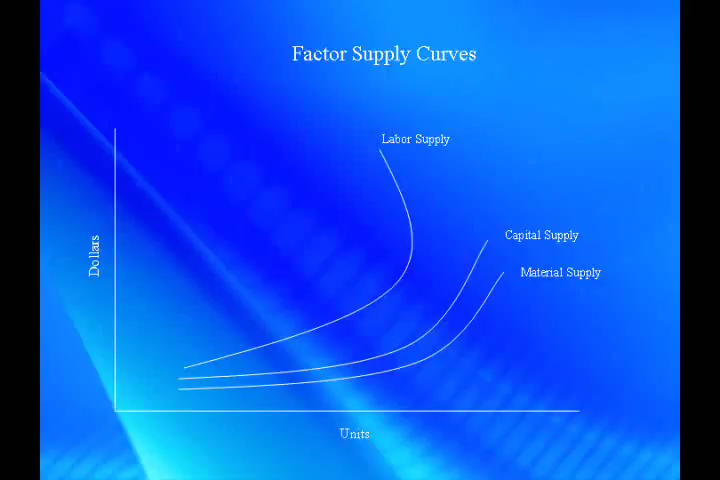 Factor Supply Curves
Labor Supply
Capital Supply
Dollars
Material Supply
Units